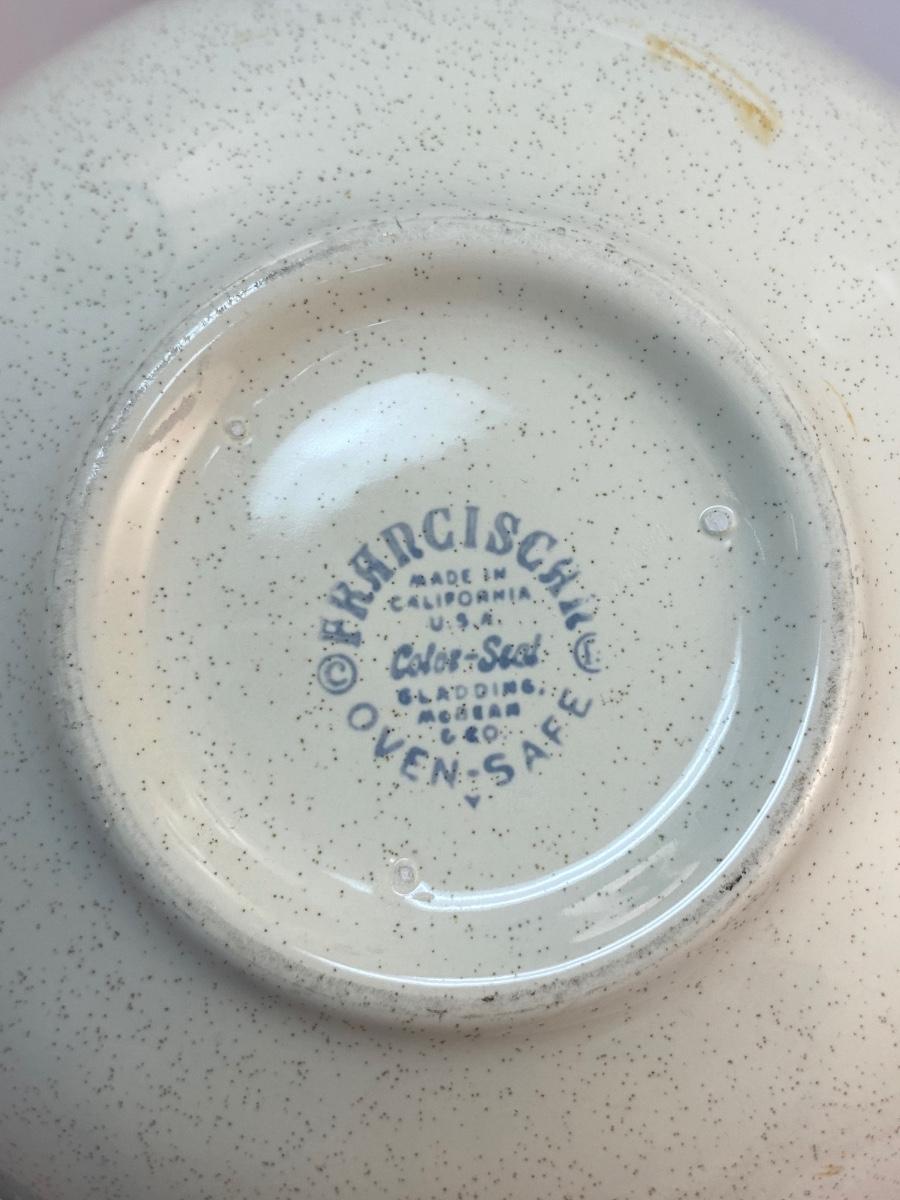 FRANCISCAN
MADE IN
CALIFORNIA
U.S.A.
Color-Seal
©
GLADDING,
McBEAN
& CO.
OVEN-SAFE